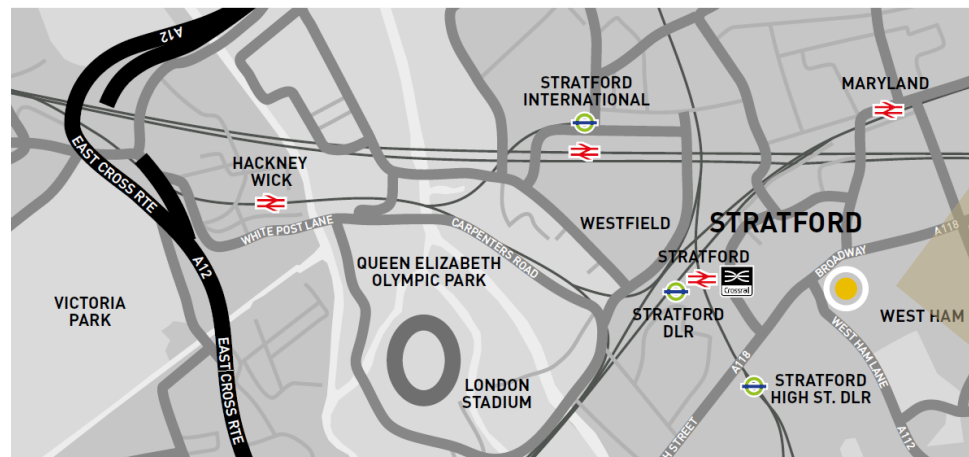 A12
STRATFORD
INTERNATIONAL
MARYLAND
EAST CROSS RTE
HACKNEY
WICK
WHITE POST LANE
CARPENTERS ROAD
WESTFIELD
STRATFORD
A118
BROADWAY
STRATFORD
Crossrail
A12
QUEEN ELIZABETH
OLYMPIC PARK
VICTORIA
PARK
STRATFORD
DLR
WEST HAM
WEST HAM LANE
EAST CROSS RTE
A118
LONDON
STADIUM
STRATFORD
HIGH ST. DLR
H STREET
A112